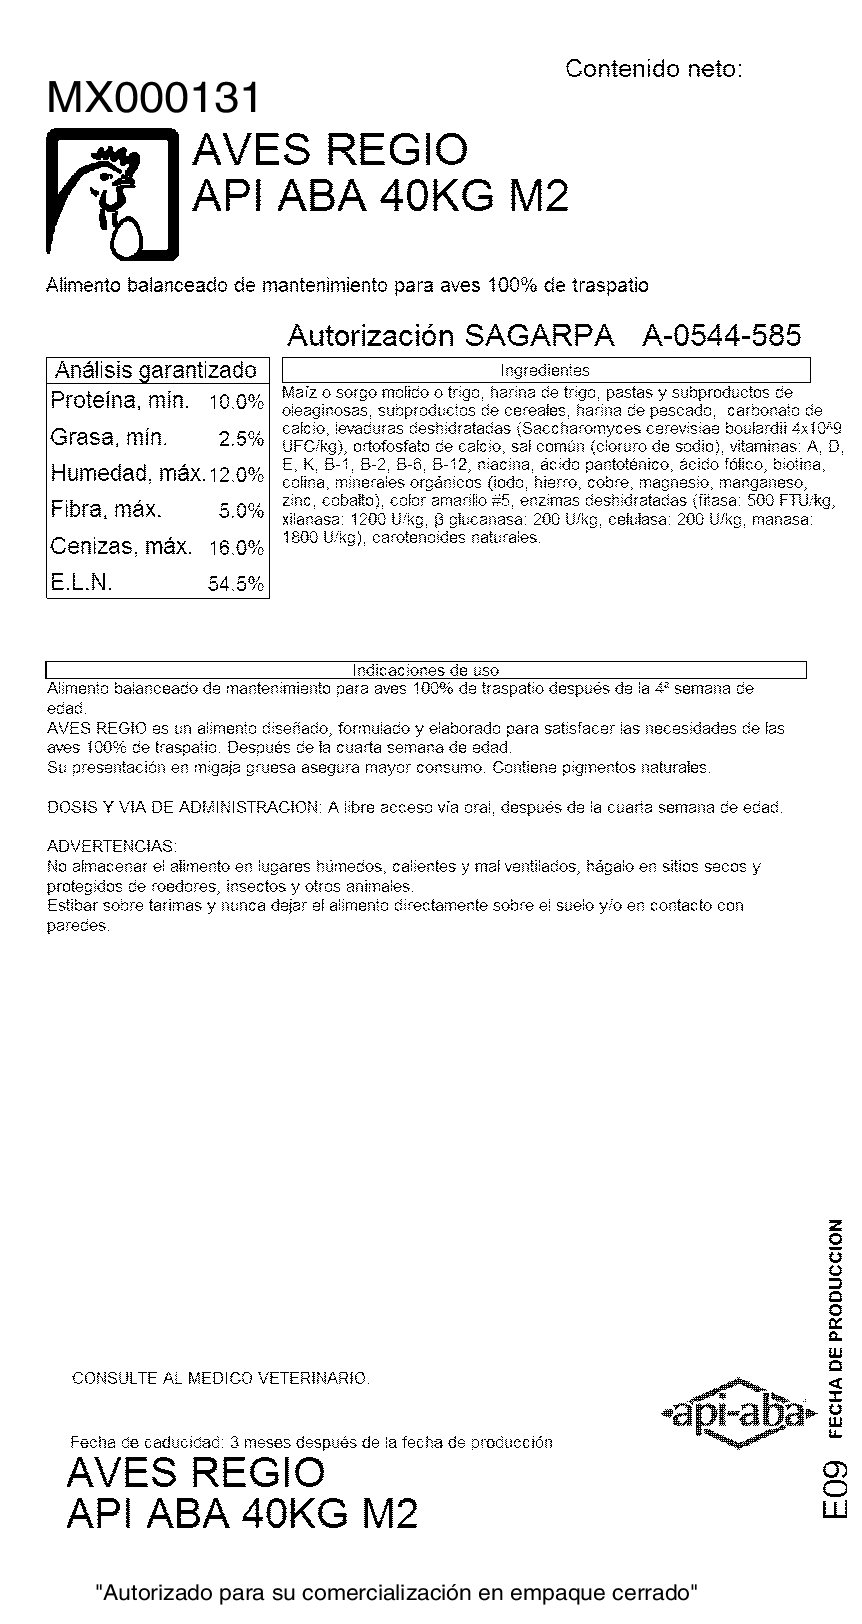 Contenido neto:
MX000131
AVES REGIO
API ABA 40KG M2
Alimento balanceado de mantenimiento para aves 100% de traspatio
Autorización SAGARPA A-0544-585
Análisis garantizado
Proteína, mín. 10.0%
Grasa, mín. 2.5%
Humedad, máx. 12.0%
Fibra, máx. 5.0%
Cenizas, máx. 16.0%
E.L.N. 54.5%
Ingredientes
Maíz o sorgo molido o trigo, harina de trigo, pastas y subproductos de
oleaginosas, subproductos de cereales, harina de pescado, carbonato de
calcio, levaduras deshidratadas (Saccharomyces cerevisiae boulardii 4x10^9
UFC/kg), ortofosfato de calcio, sal común (cloruro de sodio), vitaminas: A, D,
E, K, B-1, B-2, B-6, B-12, niacina, ácido pantoténico, ácido fólico, biotina,
colina, minerales orgánicos (iodo, hierro, cobre, magnesio, manganeso,
zinc, cobalto), color amarillo #5, enzimas deshidratadas (fitasa: 500 FTU/kg,
xilanasa: 1200 U/kg, β glucanasa: 200 U/kg, celulasa: 200 U/kg, manasa:
1800 U/kg), carotenoides naturales.
Indicaciones de uso
Alimento balanceado de mantenimiento para aves 100% de traspatio después de la 4ª semana de
edad.
AVES REGIO es un alimento diseñado, formulado y elaborado para satisfacer las necesidades de las
aves 100% de traspatio. Después de la cuarta semana de edad.
Su presentación en migaja gruesa asegura mayor consumo. Contiene pigmentos naturales.
DOSIS Y VIA DE ADMINISTRACION: A libre acceso vía oral, después de la cuarta semana de edad.
ADVERTENCIAS:
No almacenar el alimento en lugares húmedos, calientes y mal ventilados, hágalo en sitios secos y
protegidos de roedores, insectos y otros animales.
Estibar sobre tarimas y nunca dejar el alimento directamente sobre el suelo y/o en contacto con
paredes.
FECHA DE PRODUCCION
E09
CONSULTE AL MEDICO VETERINARIO.
api-aba
Fecha de caducidad: 3 meses después de la fecha de producción
AVES REGIO
API ABA 40KG M2
"Autorizado para su comercialización en empaque cerrado"